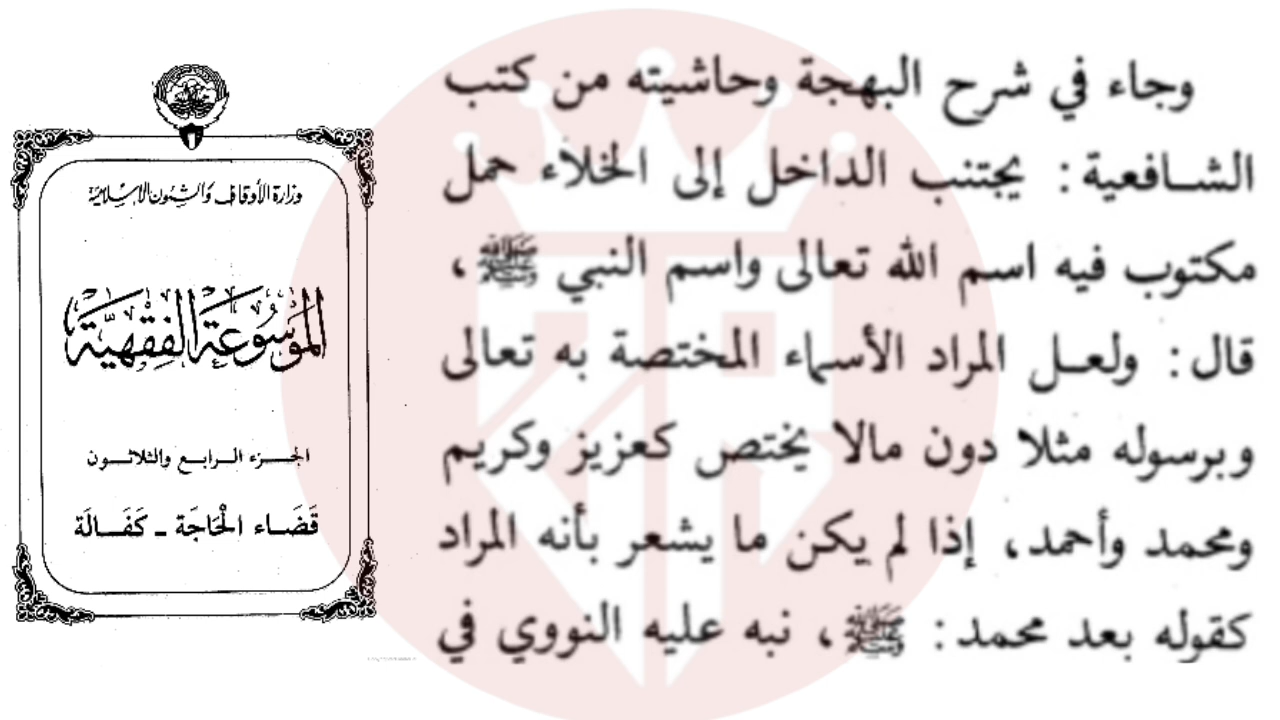 وزارة الأوقاف والشئون الإسلامية
الموسوعة الفقهية
الجزء الرابع والثلاثون
قضاء الحاجة - كفالة
وجاء في شرح البهجة وحاشيته من كتب
الشافعية : يجتنب الداخل إلى الخلاء حمل
مكتوب فيه اسم الله تعالى واسم النبي ﷺ ،
قال : ولعل المراد الأسماء المختصة به تعالى
وبرسوله مثلا دون مالا يختص كعزيز وكريم
ومحمد وأحمد، إذا لم يكن ما يشعر بأنه المراد
كقوله بعد محمد : ﷺ ، نبه عليه النووي في